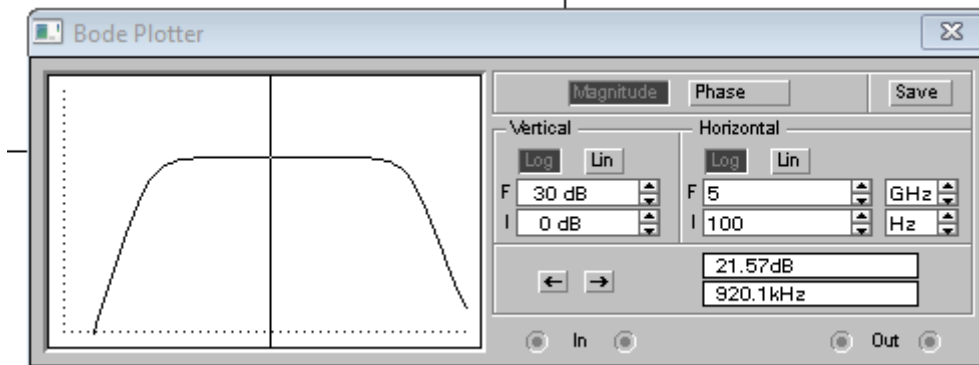 Bode Plotter
Magnitude Phase Save
Vertical Horizontal
Log Lin Log Lin
F 30 dB F 5 GHz
I 0 dB I 100 Hz
21.57dB
920.1kHz
In Out